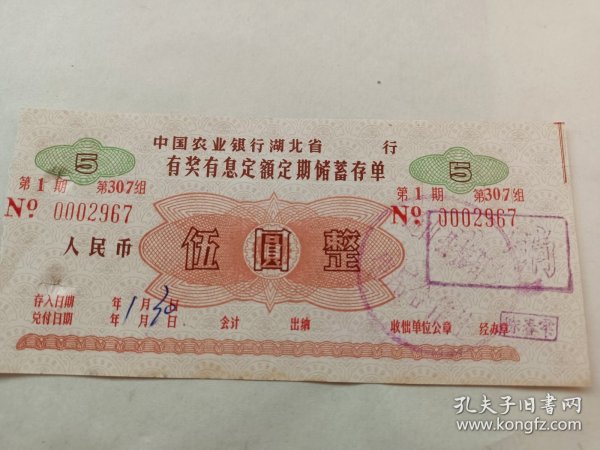 中国农业银行湖北省 行
有奖有息定额定期储蓄存单
5
5
第1期 第307组
第1期 第307组
No 0002967
No 0002967
人民币 伍圆整
存入日期 年1月30日
兑付日期 年 月 日 会计 出纳 收储单位公章 经办章
孔夫子旧书网
www.kongfz.com